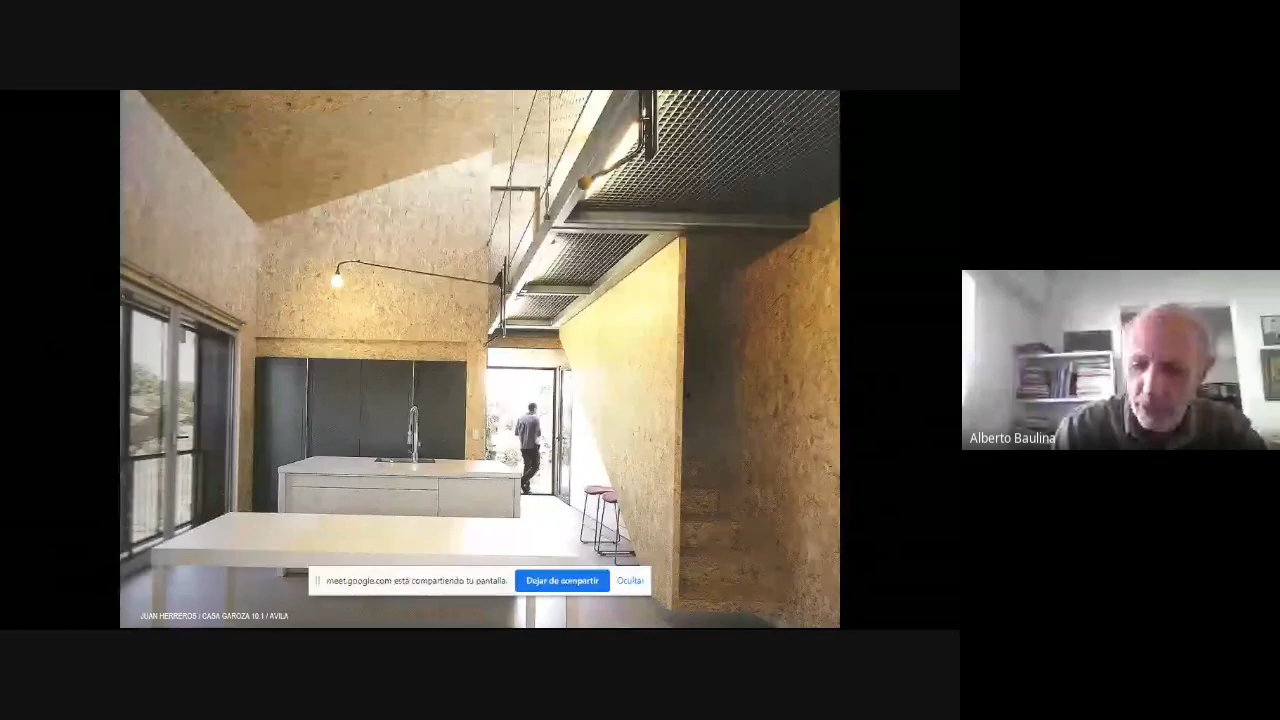 Alberto Baulina
meet.google.com está compartiendo tu pantalla. Dejar de compartir Ocultar
JUAN HERREROS / CASA GAROZA 10.1 / AVILA